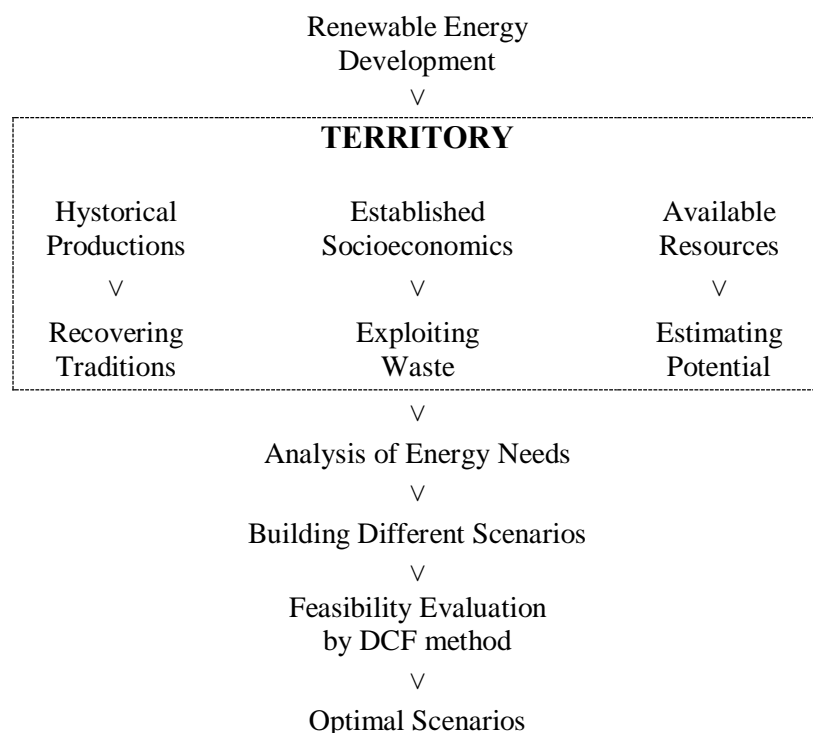 Renewable Energy
Development
∨
TERRITORY
Hystorical
Productions
∨
Recovering
Traditions
Established
Socioeconomics
∨
Exploiting
Waste
Available
Resources
∨
Estimating
Potential
∨
Analysis of Energy Needs
∨
Building Different Scenarios
∨
Feasibility Evaluation
by DCF method
∨
Optimal Scenarios